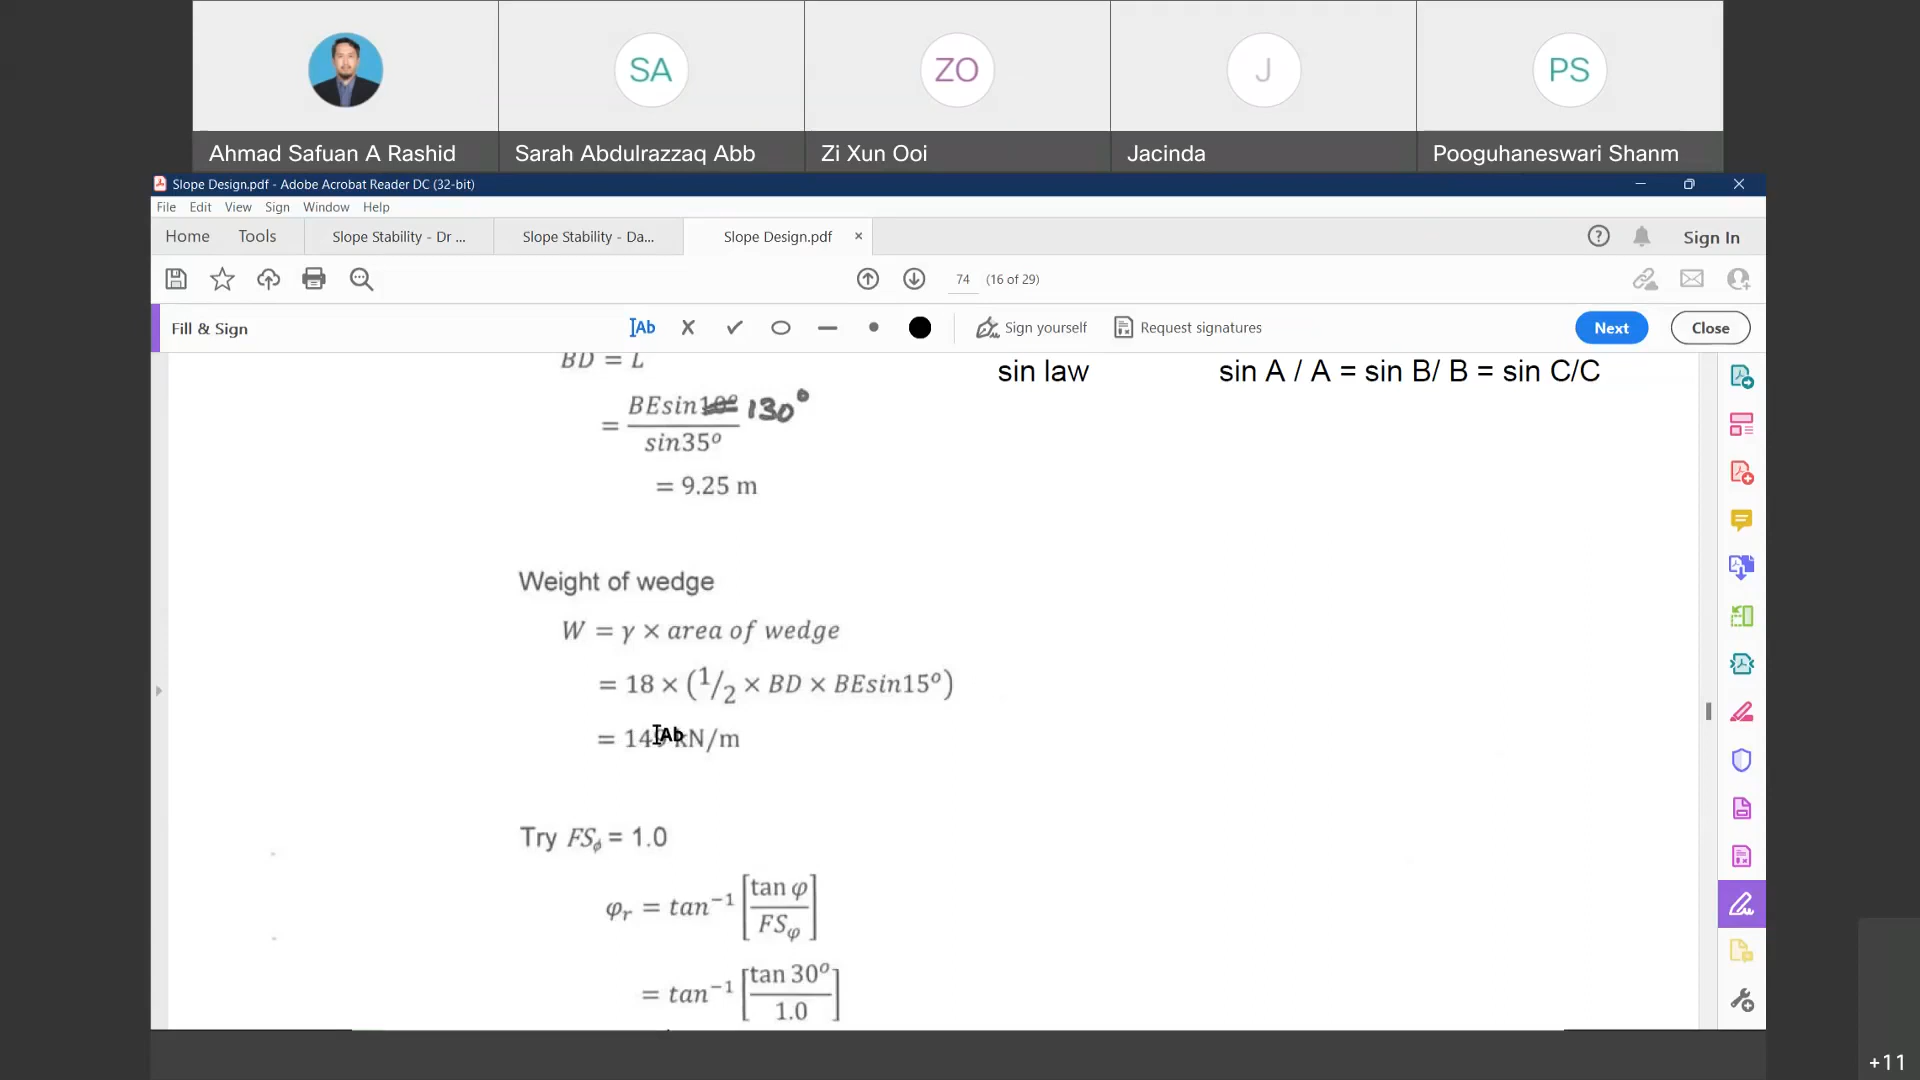 SA
ZO
J
PS
Ahmad Safuan A Rashid
Sarah Abdulrazzaq Abb
Zi Xun Ooi
Jacinda
Pooguhaneswari Shanm
Slope Design.pdf - Adobe Acrobat Reader DC (32-bit)
File Edit View Sign Window Help
Home Tools Slope Stability - Dr ... Slope Stability - Da... Slope Design.pdf × Sign In
74 (16 of 29)
Fill & Sign Ab Sign yourself Request signatures Next Close
BD = L
sin law sin A / A = sin B/ B = sin C/C
= BEsin 130°
sin35°
= 9.25 m
Weight of wedge
W = γ × area of wedge
= 18 × (1/2 × BD × BEsin15°)
= kN/m
Ab
Try FSφ = 1.0
φr = tan⁻¹ [tan φ / FSφ]
= tan⁻¹ [tan 30° / 1.0]
+11